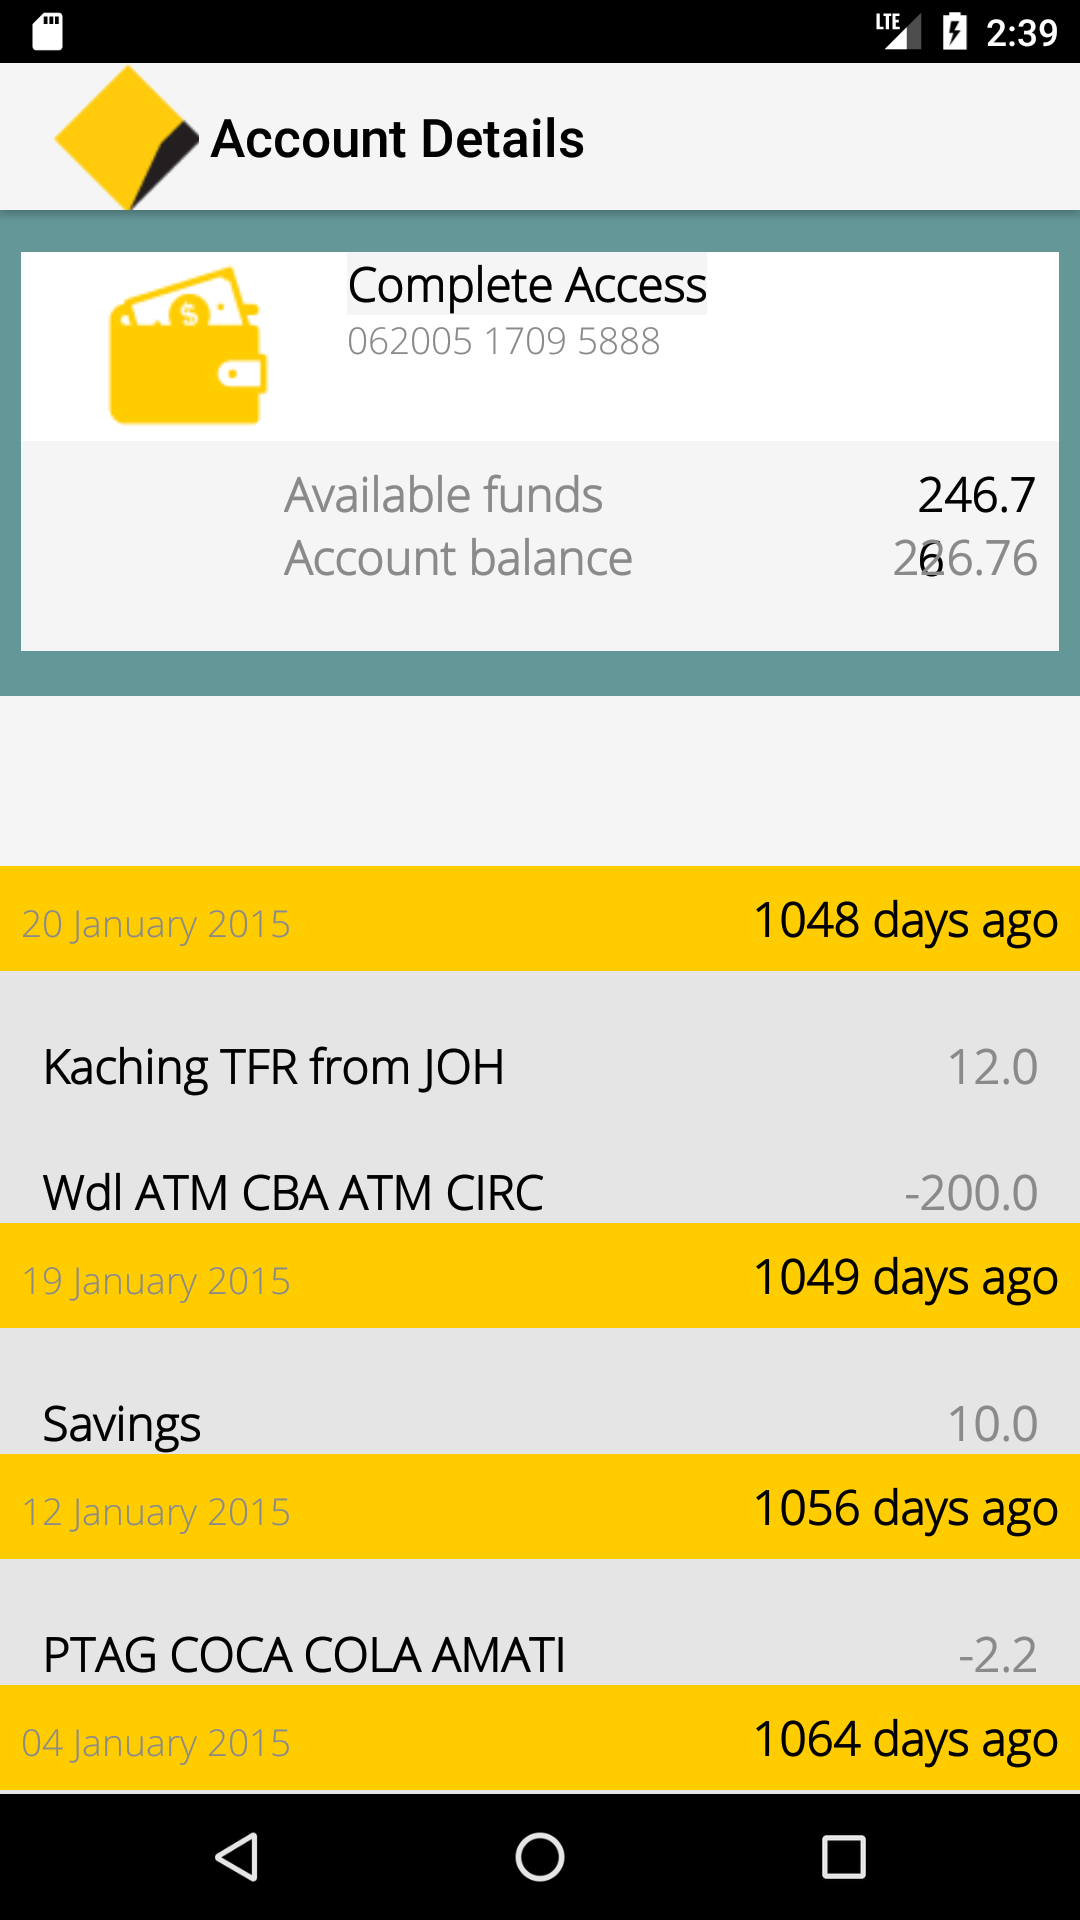 LTE 2:39
Account Details
$
Complete Access
062005 1709 5888
Available funds 246.7
6
Account balance 226.76
20 January 2015 1048 days ago
Kaching TFR from JOH 12.0
Wdl ATM CBA ATM CIRC -200.0
19 January 2015 1049 days ago
Savings 10.0
12 January 2015 1056 days ago
PTAG COCA COLA AMATI -2.2
04 January 2015 1064 days ago